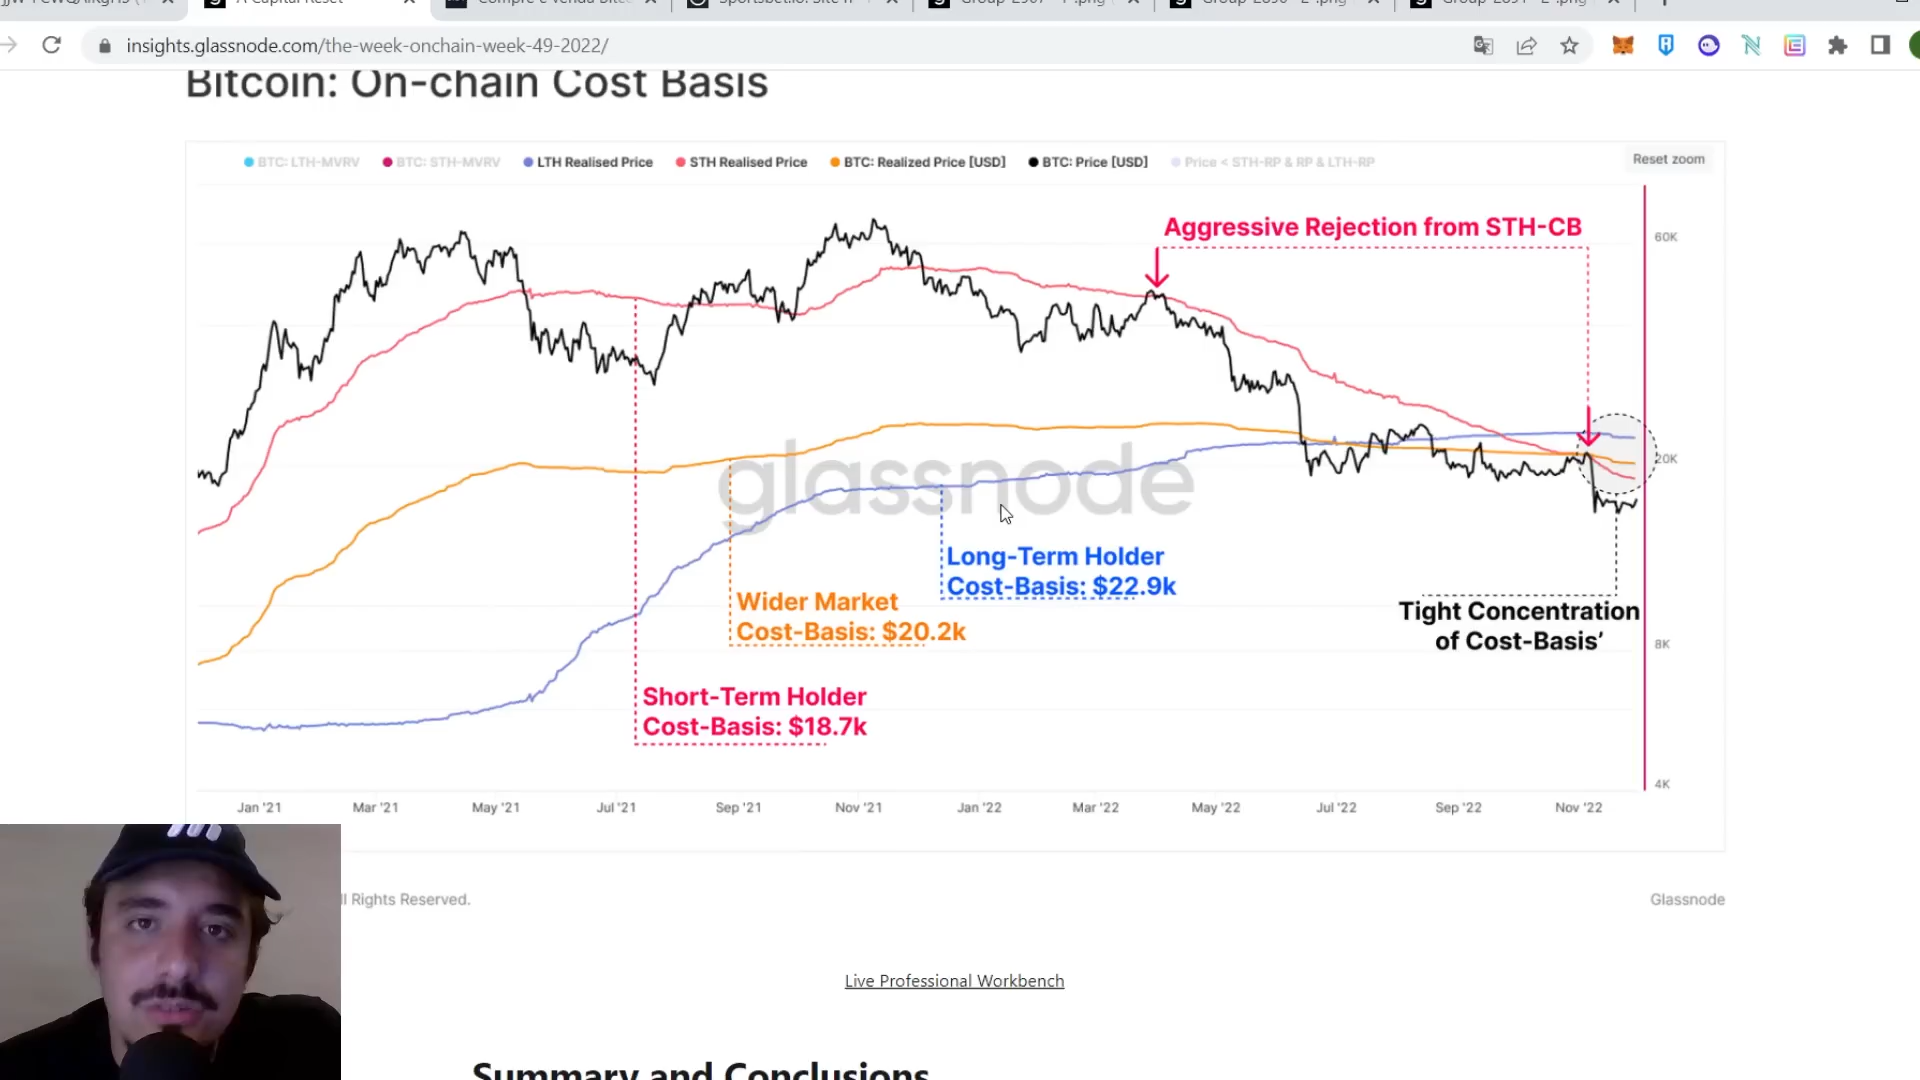 A Capital Reset
insights.glassnode.com/the-week-onchain-week-49-2022/
Bitcoin: On-chain Cost Basis
BTC: LTH-MVRV
BTC: STH-MVRV
LTH Realised Price
STH Realised Price
BTC: Realized Price [USD]
BTC: Price [USD]
Price < STH-RP & RP & LTH-RP
Reset zoom
Aggressive Rejection from STH-CB
60K
20K
glassnode
Long-Term Holder
Cost-Basis: $22.9k
Wider Market
Cost-Basis: $20.2k
Tight Concentration
of Cost-Basis’
8K
Short-Term Holder
Cost-Basis: $18.7k
4K
Jan '21
Mar '21
May '21
Jul '21
Sep '21
Nov '21
Jan '22
Mar '22
May '22
Jul '22
Sep '22
Nov '22
ll Rights Reserved.
Glassnode
Live Professional Workbench
Summary and Conclusions